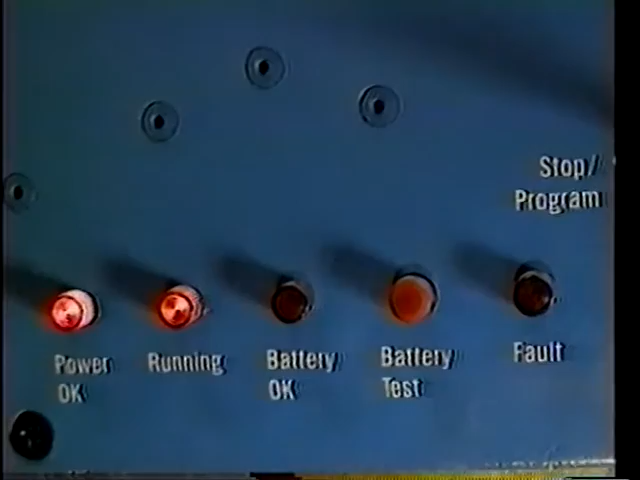 Stop/
Program
Power
OK
Running
Battery
OK
Battery
Test
Fault